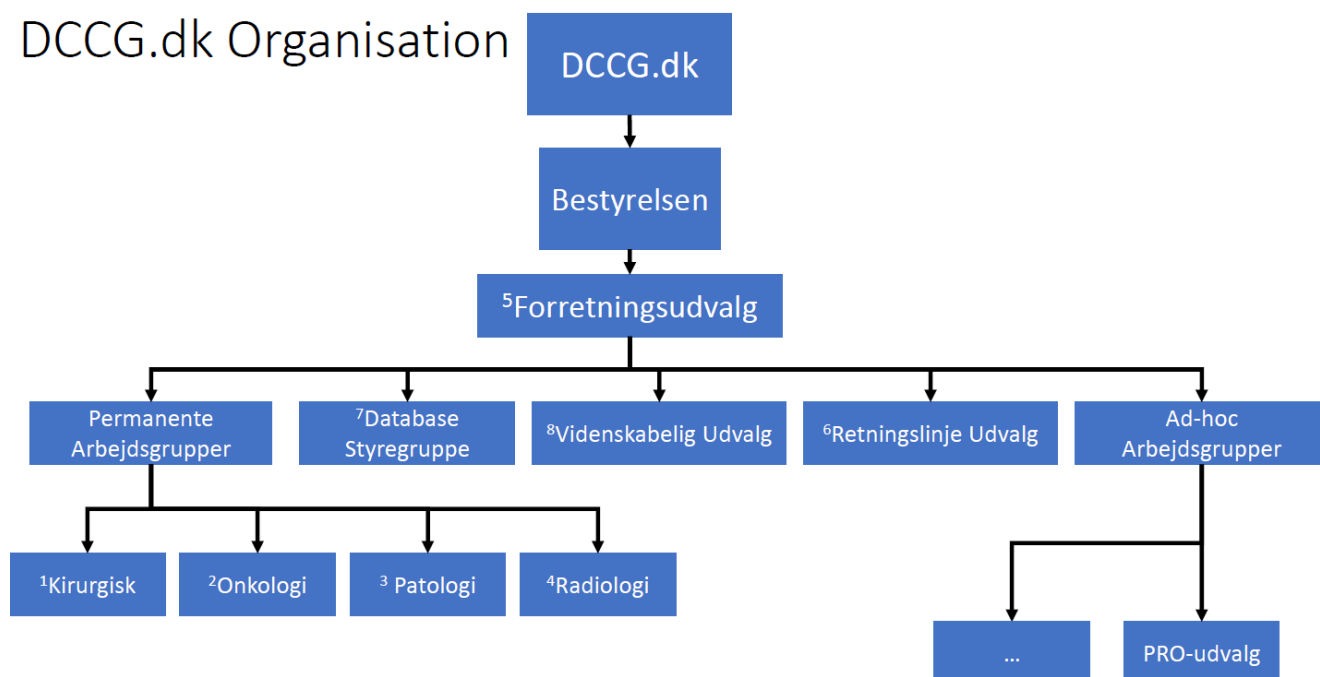 DCCG.dk Organisation
DCCG.dk
Bestyrelsen
⁵Forretningsudvalg
Permanente
Arbejdsgrupper
⁷Database
Styregruppe
⁸Videnskabelig Udvalg
⁶Retningslinje Udvalg
Ad-hoc
Arbejdsgrupper
¹Kirurgisk
²Onkologi
³ Patologi
⁴Radiologi
...
PRO-udvalg